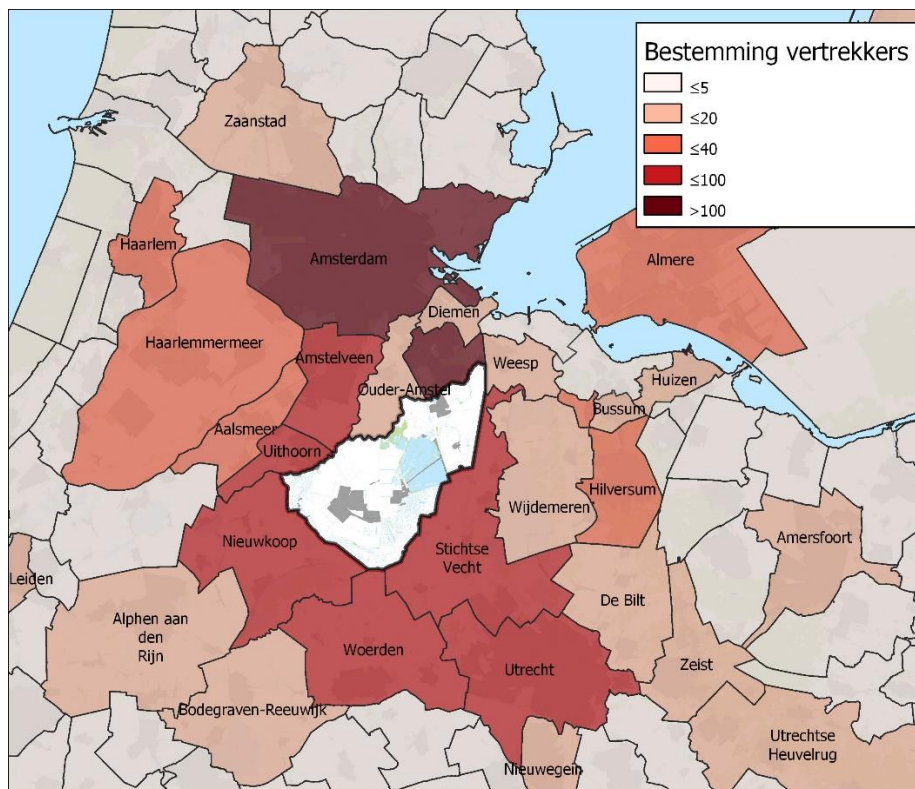 Bestemming vertrekkers
≤5
≤20
≤40
≤100
>100
Zaanstad
Haarlem
Amsterdam
Almere
Diemen
Haarlemmermeer
Amstelveen
Weesp
Ouder-Amstel
Huizen
Bussum
Aalsmeer
Uithoorn
Hilversum
Wijdemeren
Nieuwkoop
Stichtse
Vecht
Amersfoort
Leiden
De Bilt
Alphen aan
den
Rijn
Woerden
Utrecht
Zeist
Bodegraven-Reeuwijk
Utrechtse
Heuvelrug
Nieuwegein